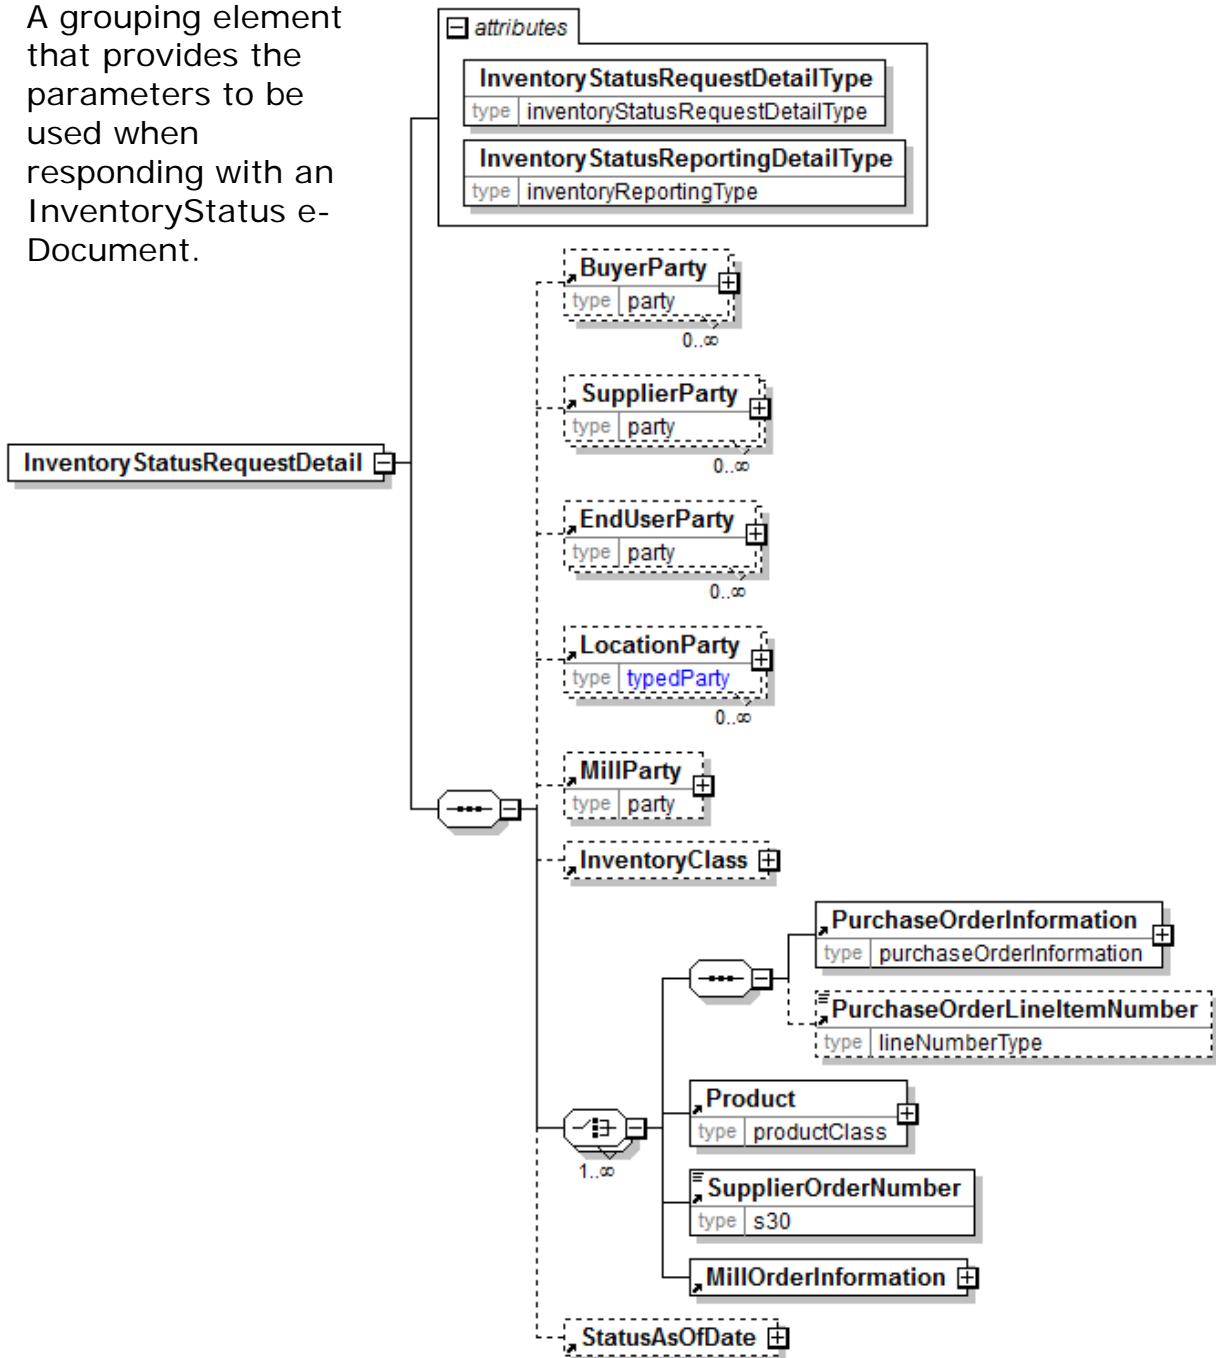 A grouping element
that provides the
parameters to be
used when
responding with an
InventoryStatus e-
Document.
attributes
InventoryStatusRequestDetailType
type inventoryStatusRequestDetailType
InventoryStatusReportingDetailType
type inventoryReportingType
BuyerParty
type party
0..∞
SupplierParty
type party
0..∞
InventoryStatusRequestDetail
EndUserParty
type party
0..∞
LocationParty
type typedParty
0..∞
MillParty
type party
InventoryClass
PurchaseOrderInformation
type purchaseOrderInformation
PurchaseOrderLineItemNumber
type lineNumberType
Product
type productClass
1..∞
SupplierOrderNumber
type s30
MillOrderInformation
StatusAsOfDate